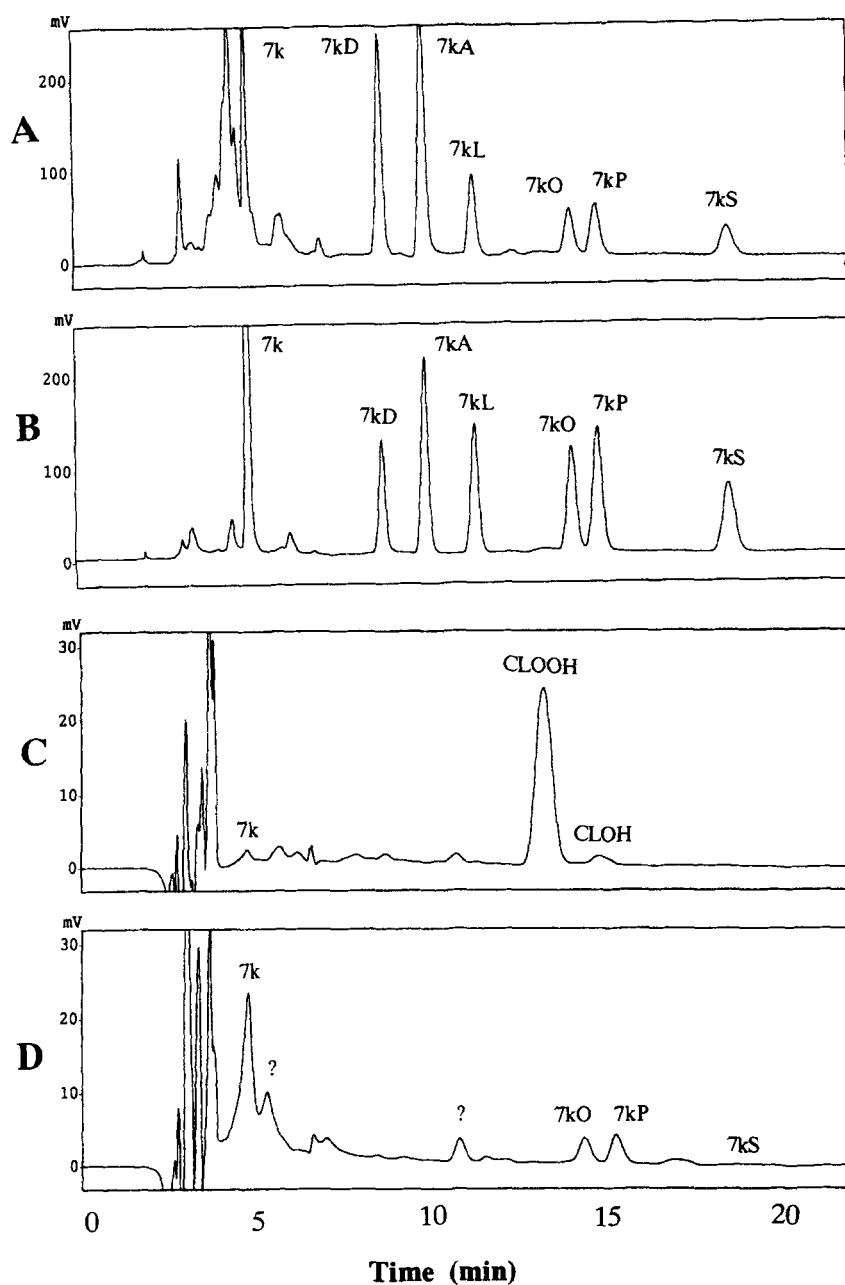 mV
7k 7kD 7kA
200
A
7kL
100
7kO 7kP
7kS
0
mV
7k 7kA
200
7kD 7kL 7kO 7kP
B
7kS
100
0
mV
30
CLOOH
20
C
10
7k CLOH
0
mV
30
7k
20
D
?
10
? 7kO 7kP
7kS
0
0 5 10 15 20
Time (min)